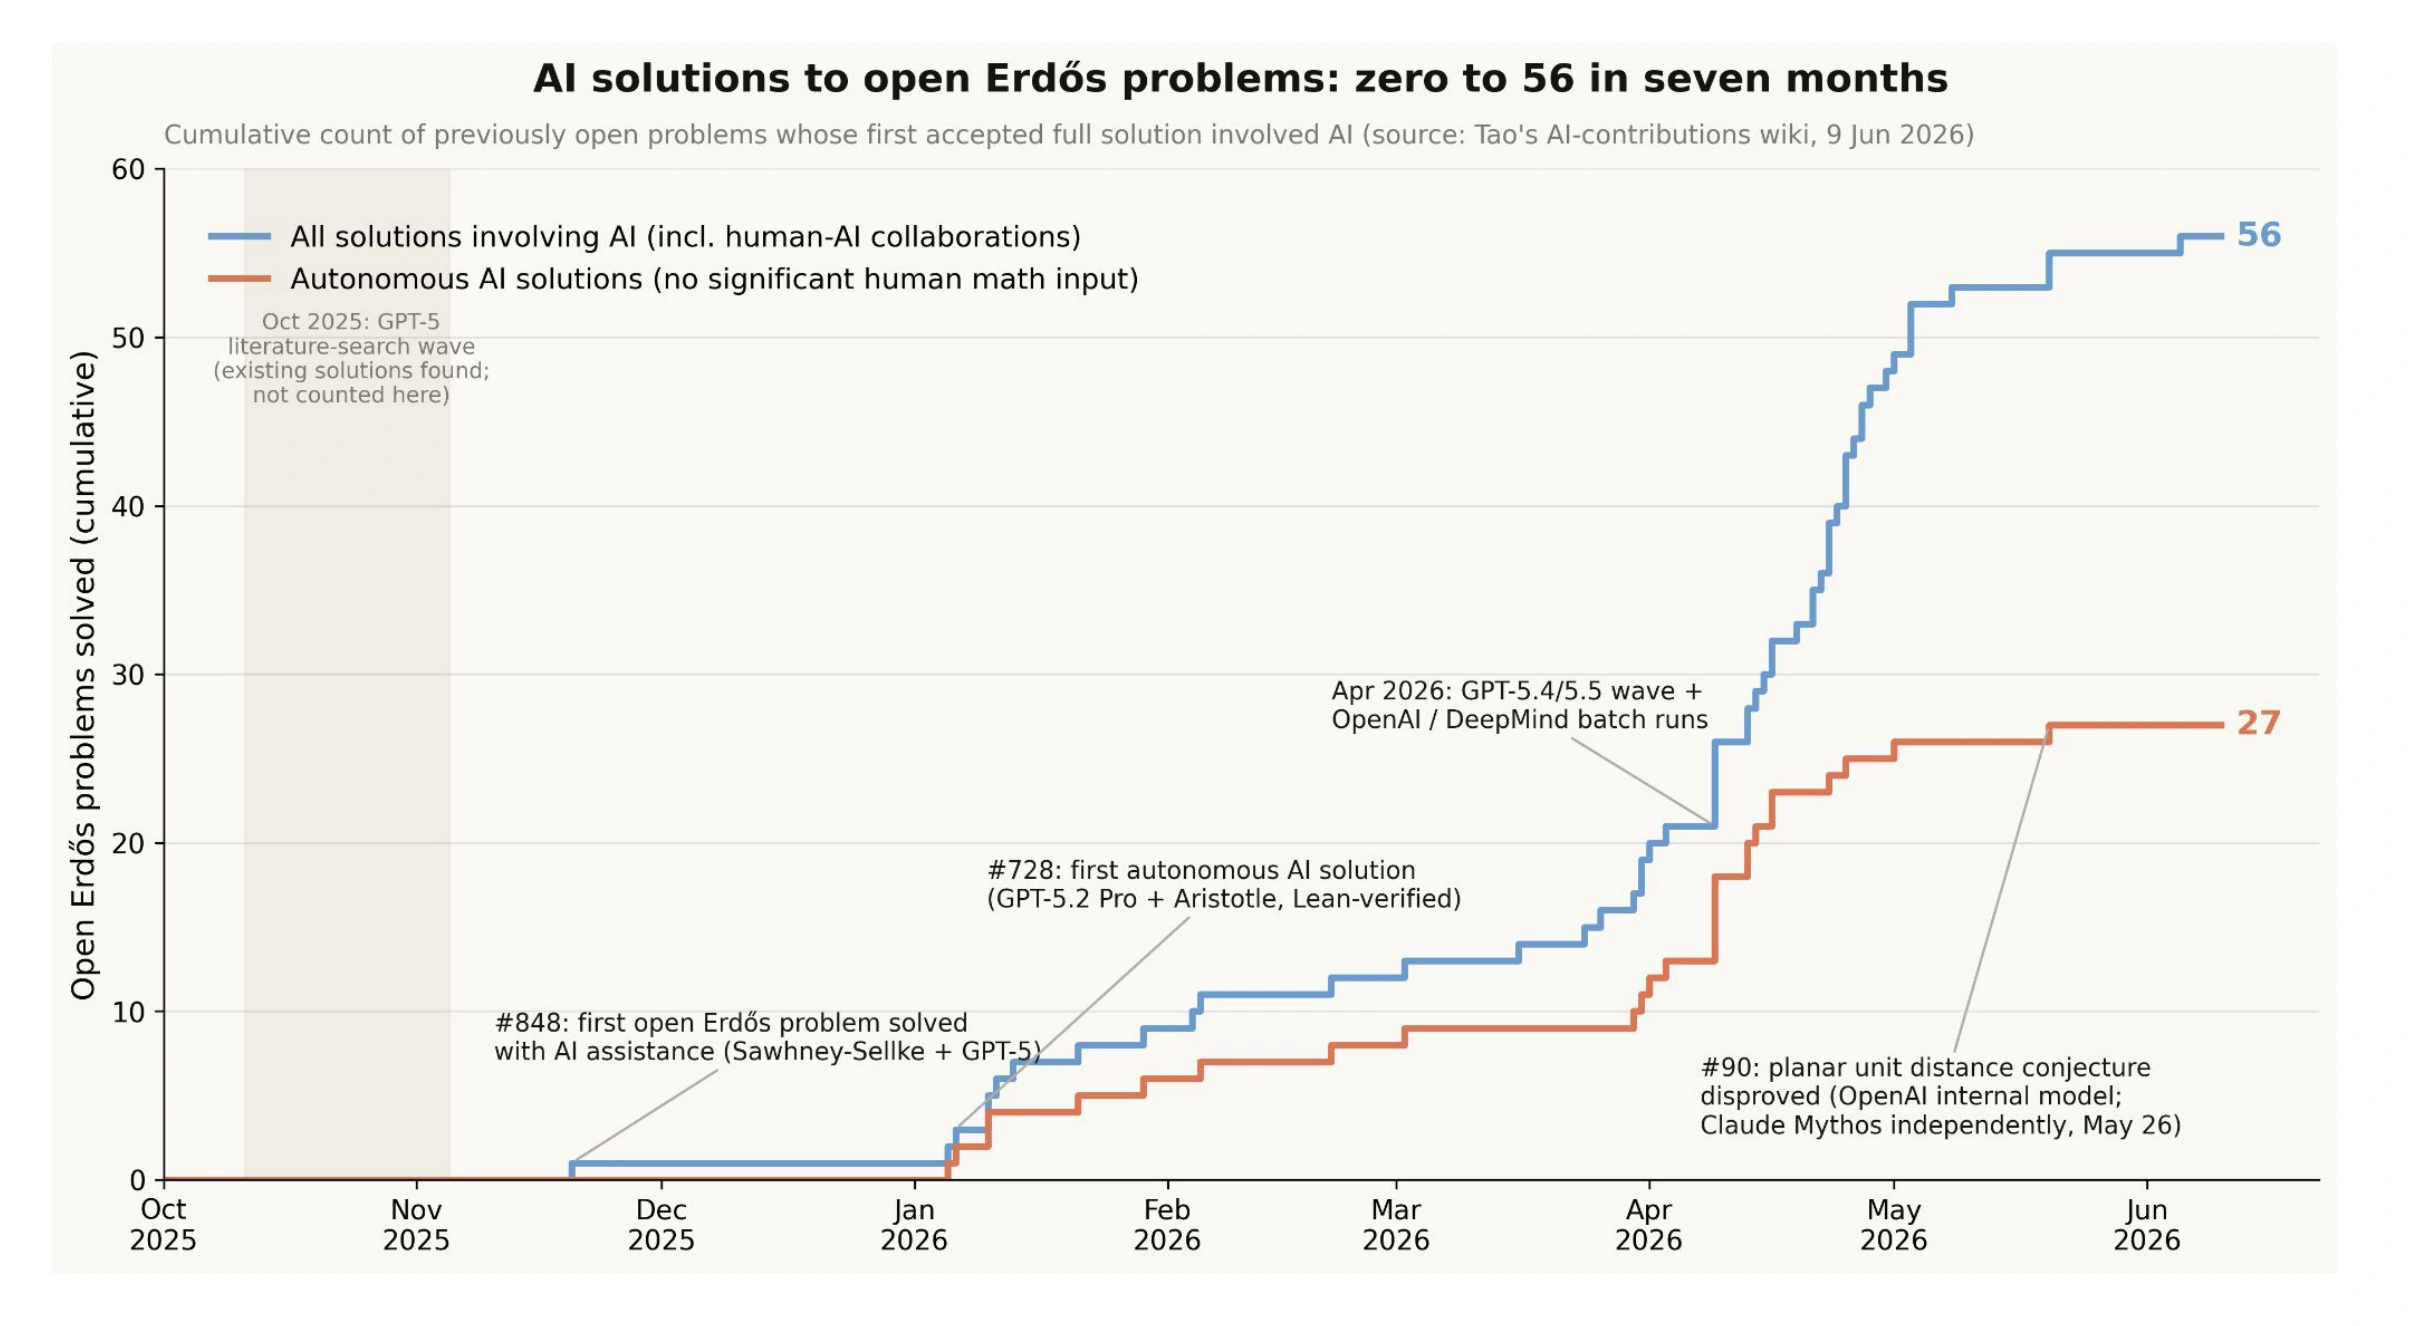 AI solutions to open Erdős problems: zero to 56 in seven months
Cumulative count of previously open problems whose first accepted full solution involved AI (source: Tao's AI-contributions wiki, 9 Jun 2026)
Open Erdős problems solved (cumulative)
60
50
40
30
20
10
0
All solutions involving AI (incl. human-AI collaborations)
Autonomous AI solutions (no significant human math input)
Oct 2025: GPT-5
literature-search wave
(existing solutions found;
not counted here)
56
Apr 2026: GPT-5.4/5.5 wave +
OpenAI / DeepMind batch runs
27
#728: first autonomous AI solution
(GPT-5.2 Pro + Aristotle, Lean-verified)
#848: first open Erdős problem solved
with AI assistance (Sawhney-Sellke + GPT-5)
#90: planar unit distance conjecture
disproved (OpenAI internal model;
Claude Mythos independently, May 26)
Oct
2025
Nov
2025
Dec
2025
Jan
2026
Feb
2026
Mar
2026
Apr
2026
May
2026
Jun
2026